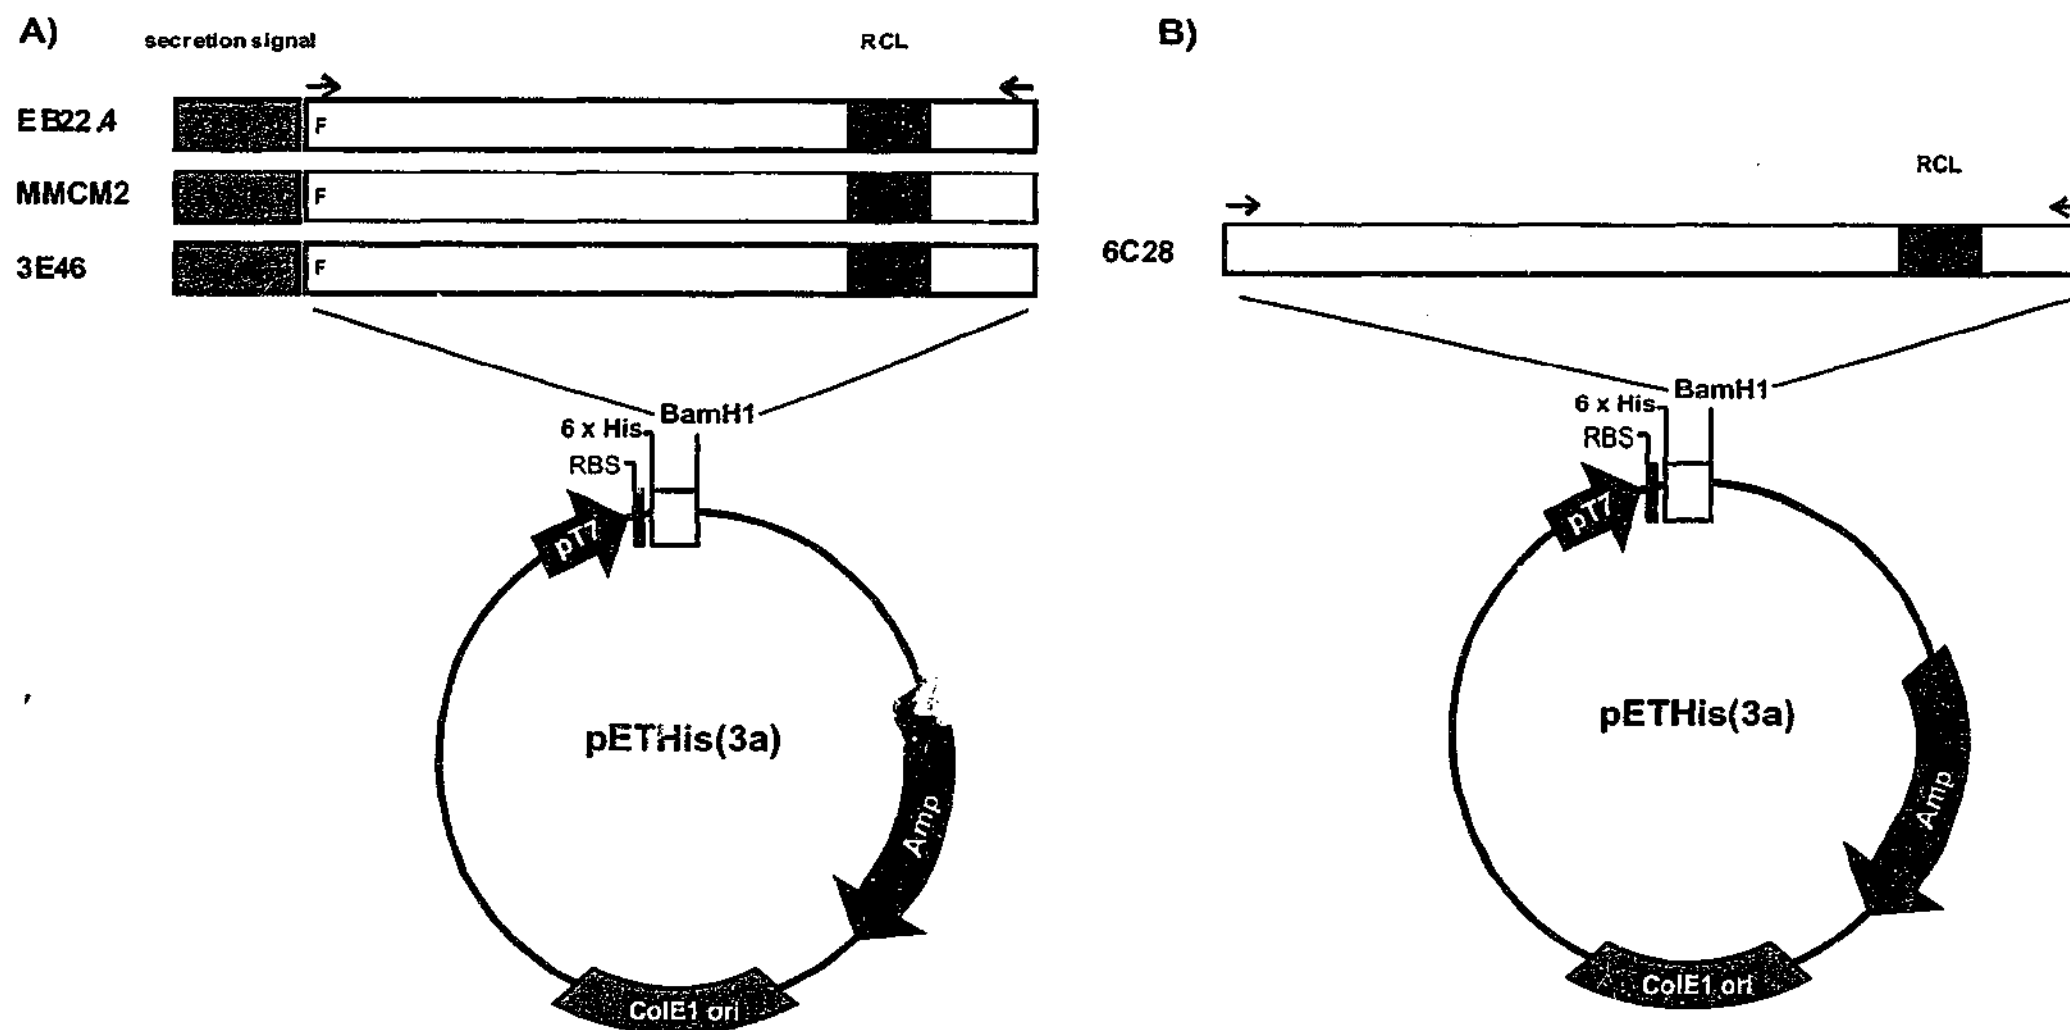 A)
secretion signal
RCL
EB22.4
F
MMCM2
F
3E46
F
BamH1
6 x His
RBS
pT7
pETHis(3a)
Amp
ColE1 ori
B)
RCL
6C28
BamH1
6 x His
RBS
pT7
pETHis(3a)
Amp
ColE1 ori